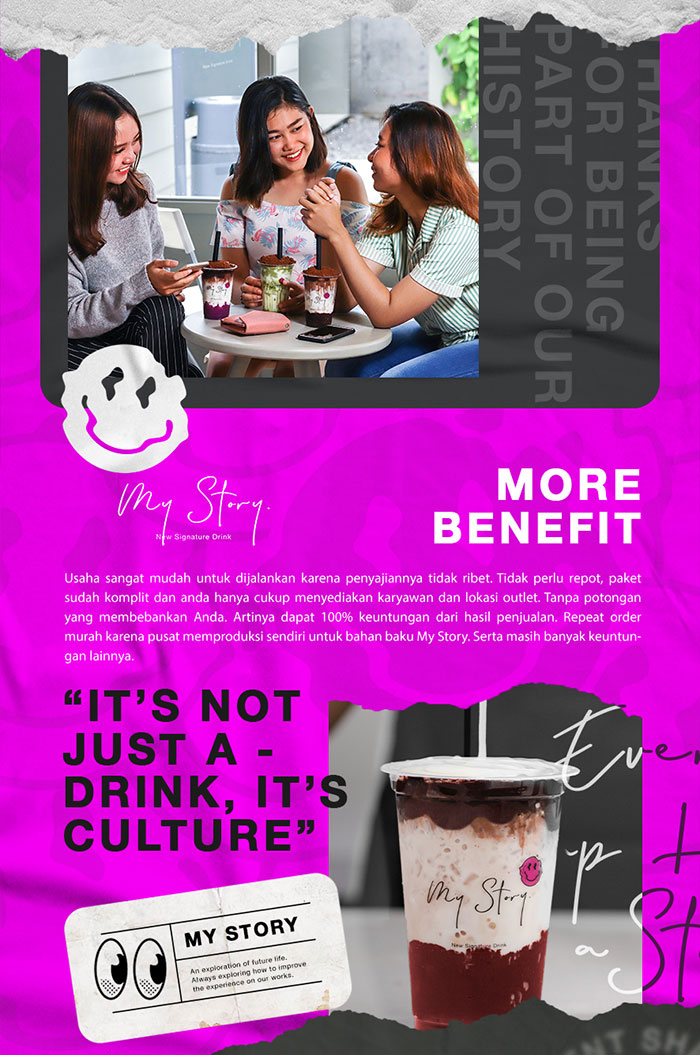 THANKS
FOR BEING
PART OF OUR
HISTORY
My Story.
New Signature Drink
MORE
BENEFIT
Usaha sangat mudah untuk dijalankan karena penyajiannya tidak ribet. Tidak perlu repot, paket
sudah komplit dan anda hanya cukup menyediakan karyawan dan lokasi outlet. Tanpa potongan
yang membebankan Anda. Artinya dapat 100% keuntungan dari hasil penjualan. Repeat order
murah karena pusat memproduksi sendiri untuk bahan baku My Story. Serta masih banyak keuntun-
gan lainnya.
“IT’S NOT
JUST A -
DRINK, IT’S
CULTURE”
My Story.
New Signature Drink
MY STORY
An exploration of future life.
Always exploring how to improve
the experience on our works.